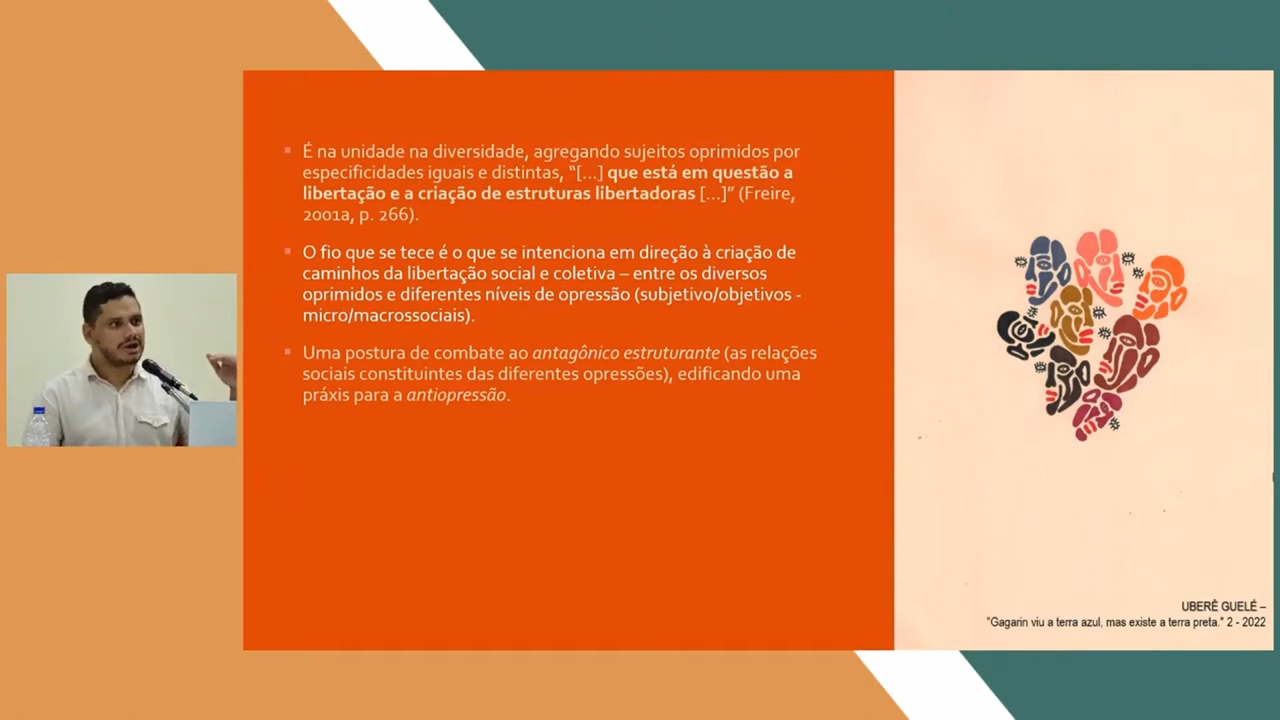 ▪ É na unidade na diversidade, agregando sujeitos oprimidos por
especificidades iguais e distintas, “[...] que está em questão a
libertação e a criação de estruturas libertadoras [...]” (Freire,
2001a, p. 266).
▪ O fio que se tece é o que se intenciona em direção à criação de
caminhos da libertação social e coletiva – entre os diversos
oprimidos e diferentes níveis de opressão (subjetivo/objetivos -
micro/macrossociais).
▪ Uma postura de combate ao antagônico estruturante (as relações
sociais constituintes das diferentes opressões), edificando uma
práxis para a antiopressão.
UBERÊ GUELÉ –
"Gagarin viu a terra azul, mas existe a terra preta." 2 - 2022